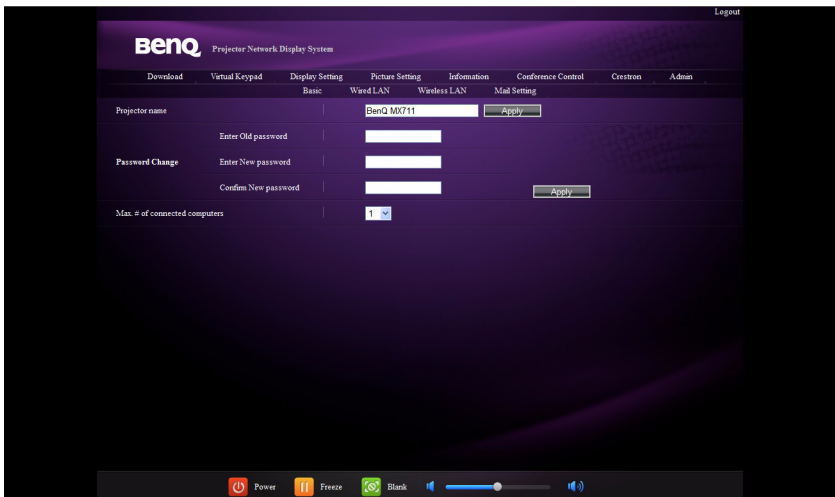 Logout
BenQ Projector Network Display System
Download Virtual Keypad Display Setting Picture Setting Information Conference Control Crestron Admin
Basic Wired LAN Wireless LAN Mail Setting
Projector name BenQ MX711 Apply
Enter Old password
Password Change Enter New password
Confirm New password Apply
Max. # of connected computers 1
Power Freeze Blank